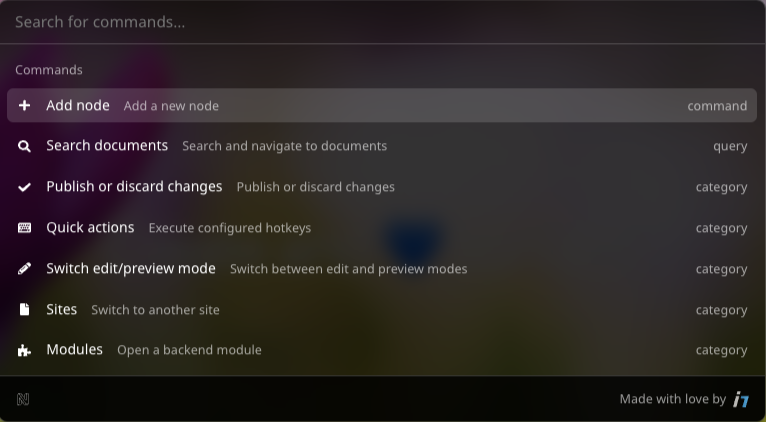 Search for commands...
Commands
Add node Add a new node command
Search documents Search and navigate to documents query
Publish or discard changes Publish or discard changes category
Quick actions Execute configured hotkeys category
Switch edit/preview mode Switch between edit and preview modes category
Sites Switch to another site category
Modules Open a backend module category
Made with love by